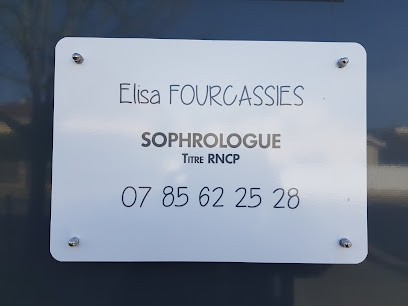 Elisa FOURCASSIES
SOPHROLOGUE
TITRE RNCP
07 85 62 25 28